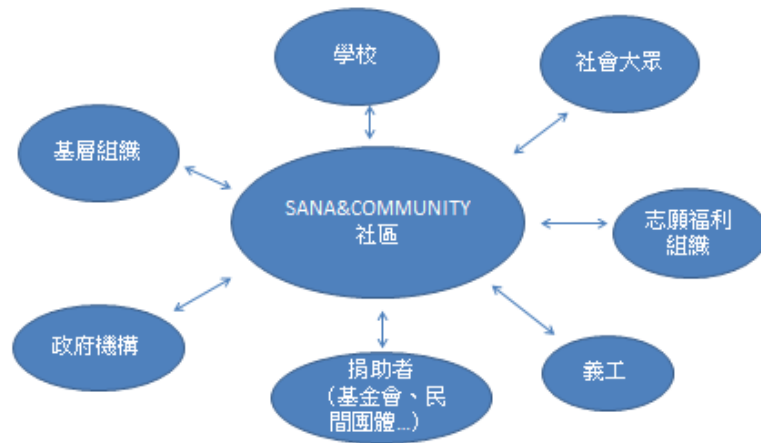 學校
社會大眾
基層組織
SANA&COMMUNITY
社區
志願福利
組織
政府機構
捐助者
（基金會、民
間團體…）
義工